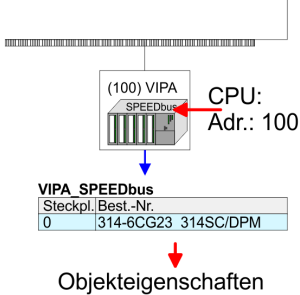 (100) VIPA
SPEEDbus
CPU:
Adr.: 100
VIPA_SPEEDbus
Steckpl. Best.-Nr.
0 314-6CG23 314SC/DPM
Objekteigenschaften